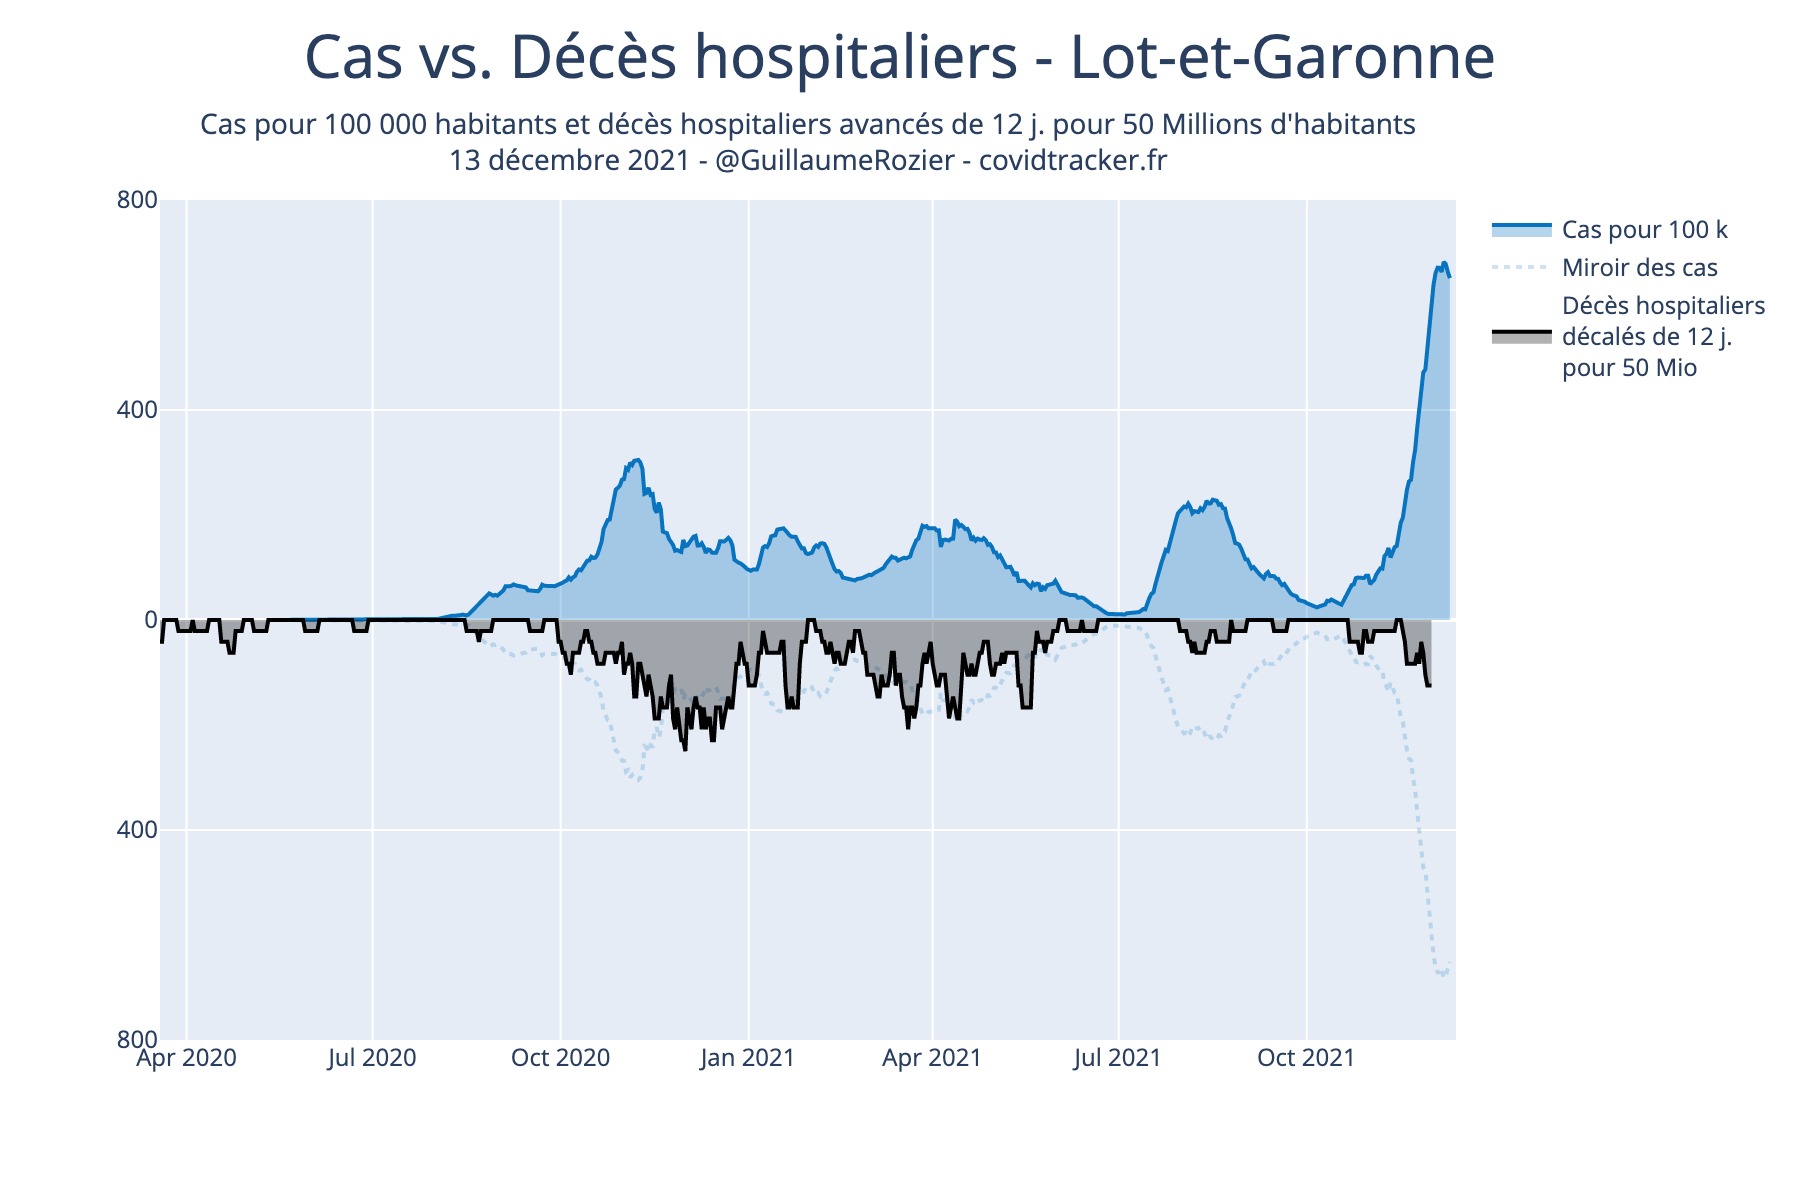 Cas vs. Décès hospitaliers - Lot-et-Garonne
Cas pour 100 000 habitants et décès hospitaliers avancés de 12 j. pour 50 Millions d'habitants
13 décembre 2021 - @GuillaumeRozier - covidtracker.fr
800
400
0
400
800
Apr 2020
Jul 2020
Oct 2020
Jan 2021
Apr 2021
Jul 2021
Oct 2021
Cas pour 100 k
Miroir des cas
Décès hospitaliers
décalés de 12 j.
pour 50 Mio